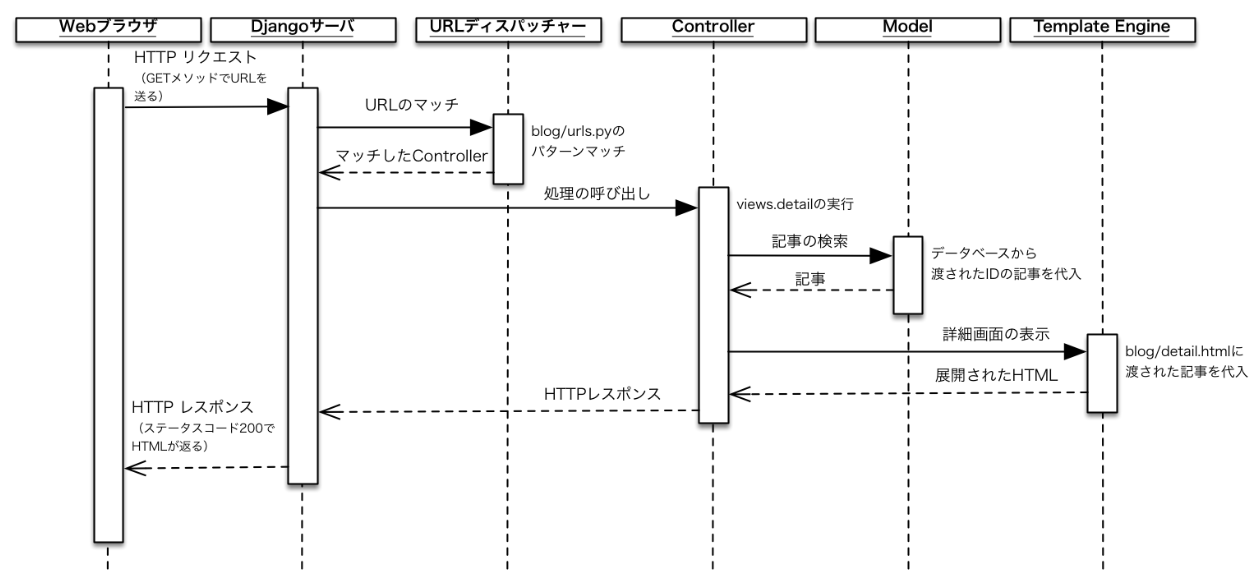 Webブラウザ
Djangoサーバ
URLディスパッチャー
Controller
Model
Template Engine
HTTP リクエスト
（GETメソッドでURLを
送る）
URLのマッチ
blog/urls.pyの
パターンマッチ
マッチしたController
処理の呼び出し
views.detailの実行
記事の検索
データベースから
渡されたIDの記事を代入
記事
詳細画面の表示
blog/detail.htmlに
渡された記事を代入
展開されたHTML
HTTPレスポンス
HTTP レスポンス
（ステータスコード200で
HTMLが返る）